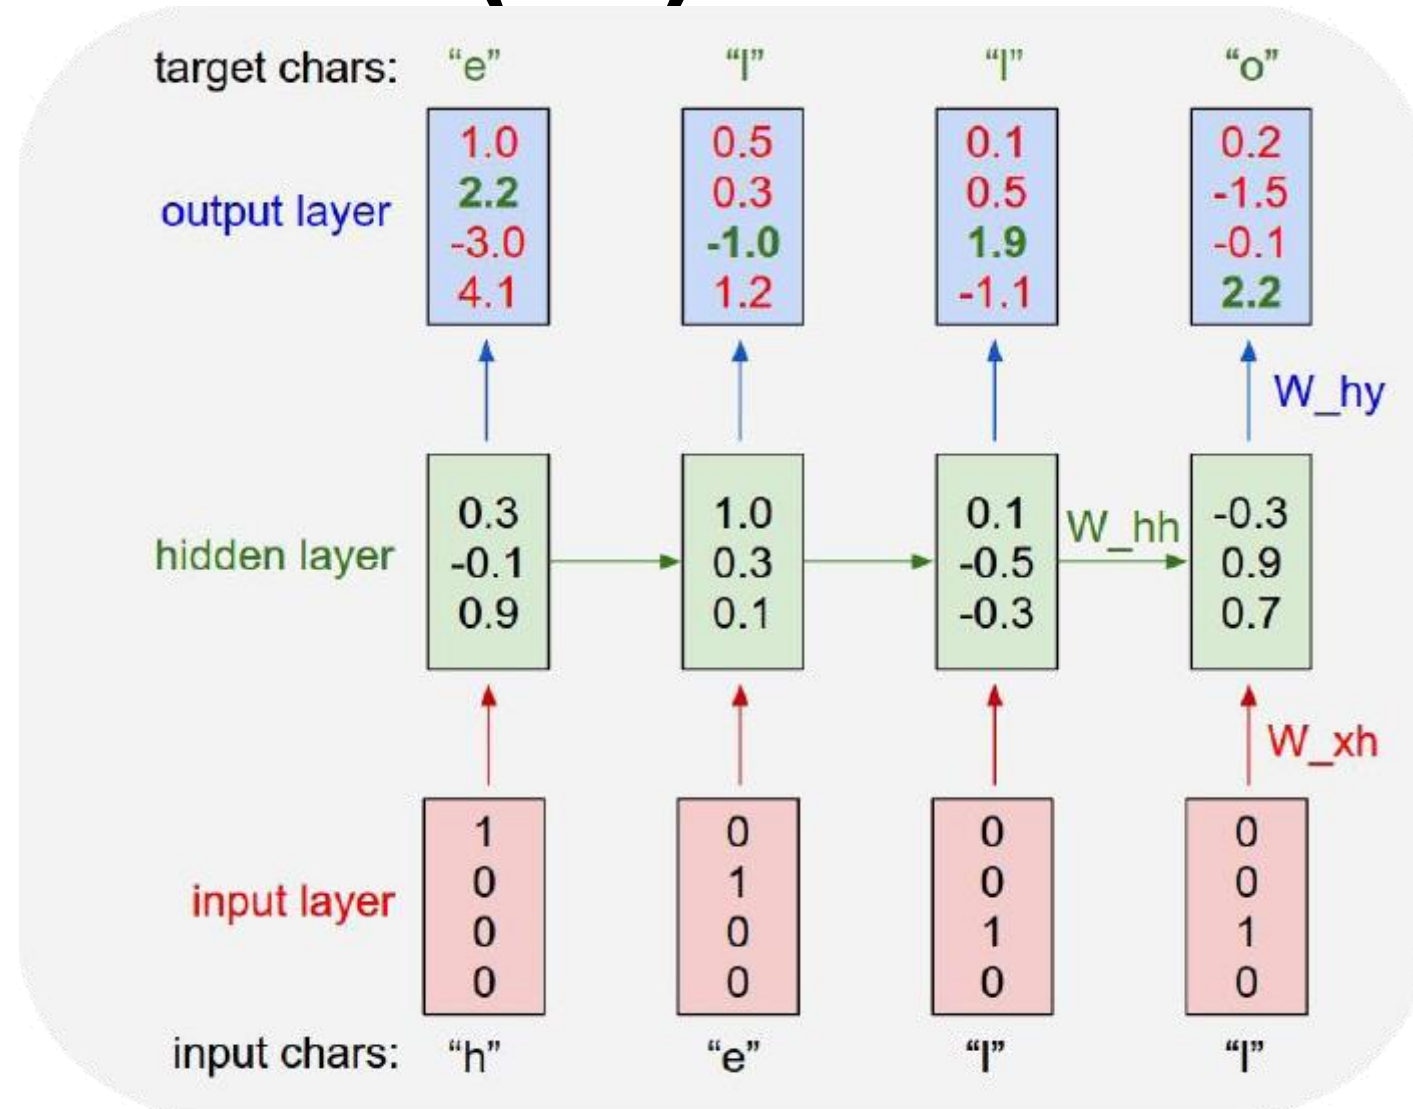 target chars: “e” “l” “l” “o”
1.0 0.5 0.1 0.2
2.2 0.3 0.5 -1.5
output layer
-3.0 -1.0 1.9 -0.1
4.1 1.2 -1.1 2.2
W_hy
0.3 1.0 0.1 -0.3
W_hh
hidden layer
-0.1 0.3 -0.5 0.9
0.9 0.1 -0.3 0.7
W_xh
1 0 0 0
0 1 0 0
input layer
0 0 1 1
0 0 0 0
input chars: “h” “e” “l” “l”